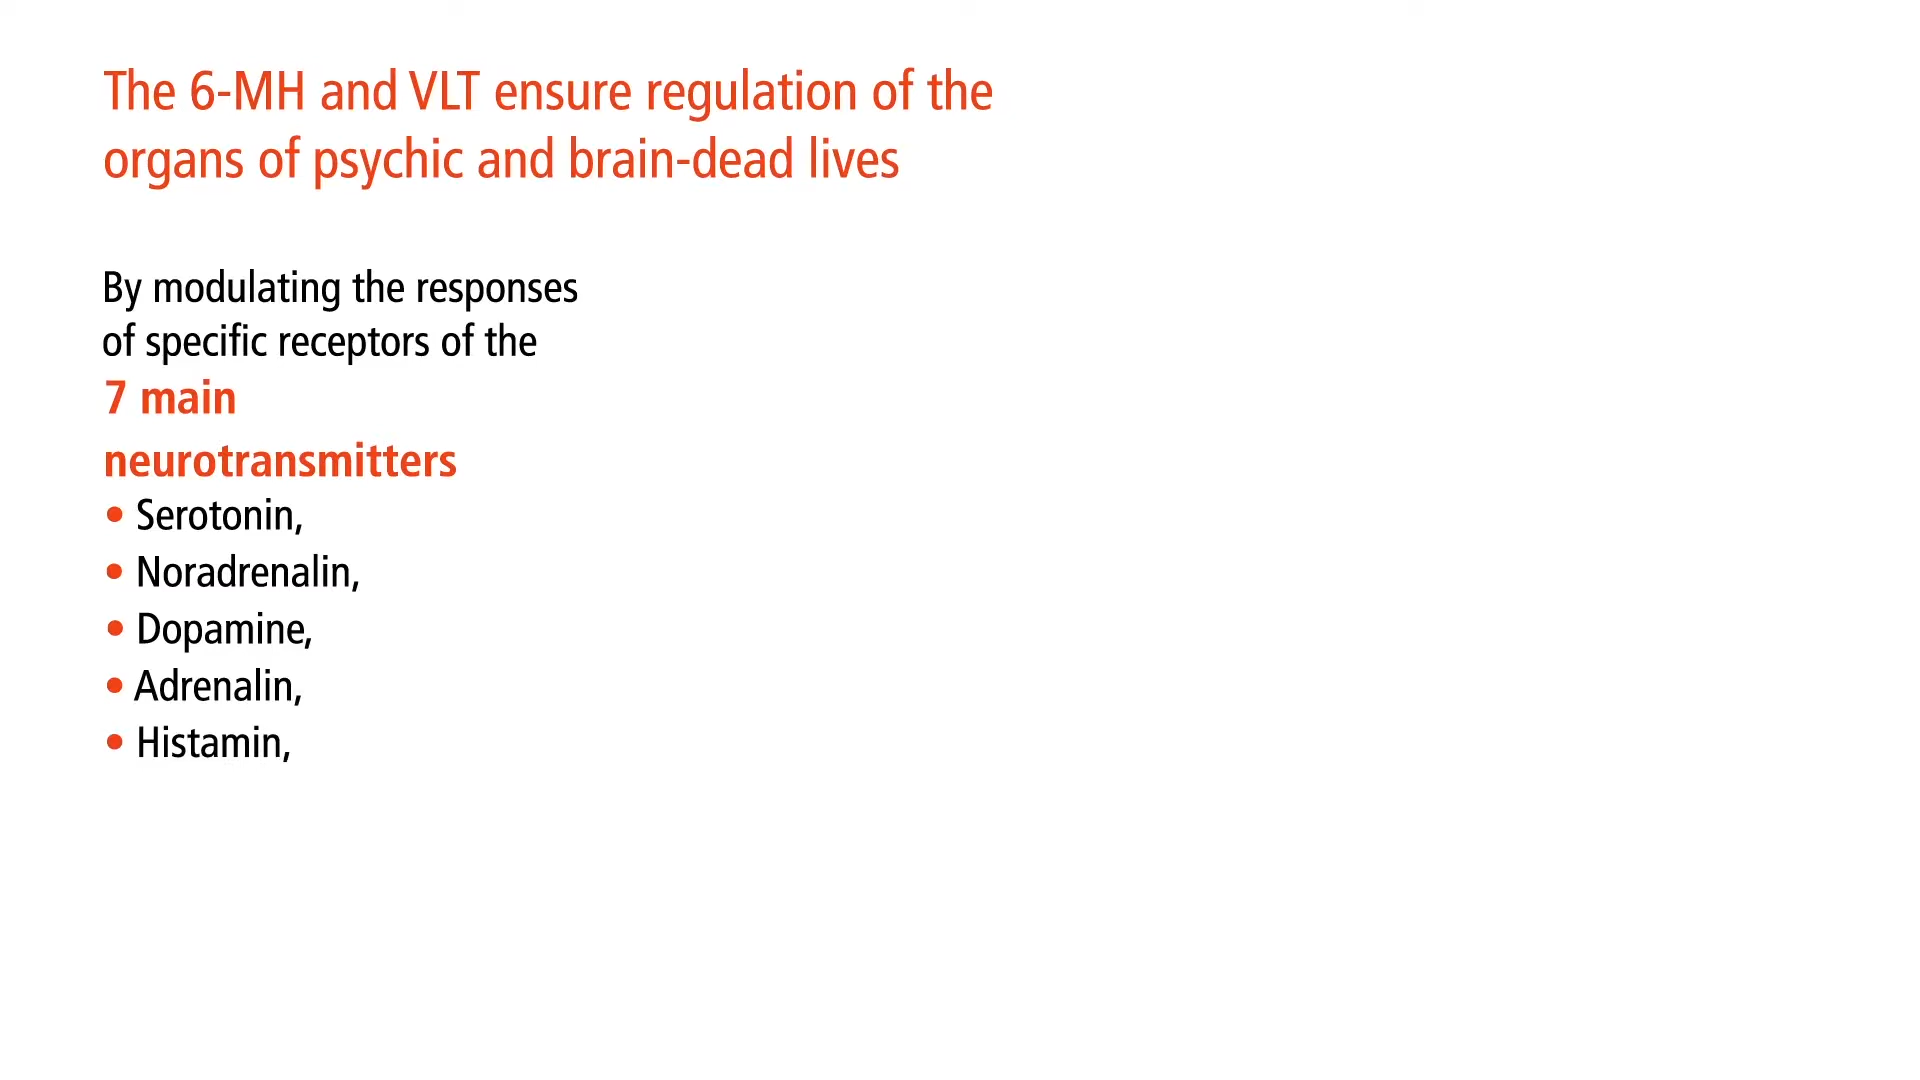 The 6-MH and VLT ensure regulation of the
organs of psychic and brain-dead lives
By modulating the responses
of specific receptors of the
7 main
neurotransmitters
• Serotonin,
• Noradrenalin,
• Dopamine,
• Adrenalin,
• Histamin,